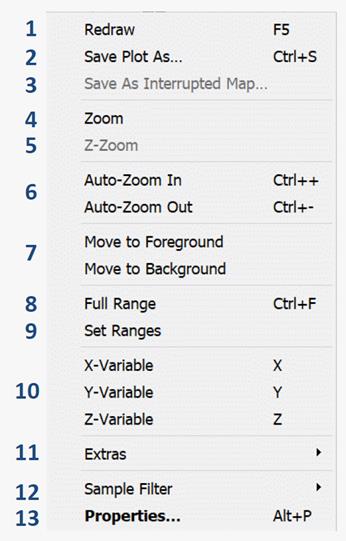 1 Redraw F5
2 Save Plot As... Ctrl+S
3 Save As Interrupted Map...
4 Zoom
5 Z-Zoom
6 Auto-Zoom In Ctrl++
Auto-Zoom Out Ctrl+-
7 Move to Foreground
Move to Background
8 Full Range Ctrl+F
9 Set Ranges
X-Variable X
10 Y-Variable Y
Z-Variable Z
11 Extras
12 Sample Filter
13 Properties... Alt+P